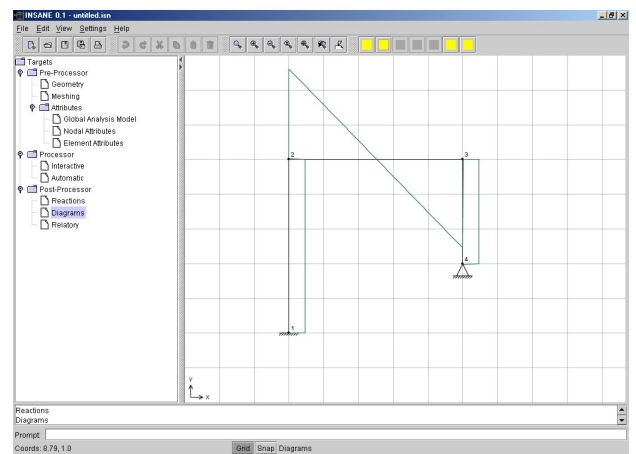 INSANE 0.1 - untitled.isn
File Edit View Settings Help
Targets
Pre-Processor
Geometry
Meshing
Attributes
Global Analysis Model
Nodal Attributes
Element Attributes
Processor
Interactive
Automatic
Post-Processor
Reactions
Diagrams
Relatory
2
3
4
1
Y
X
Reactions
Diagrams
Prompt:
Coords: 8.79, 1.0
Grid Snap Diagrams